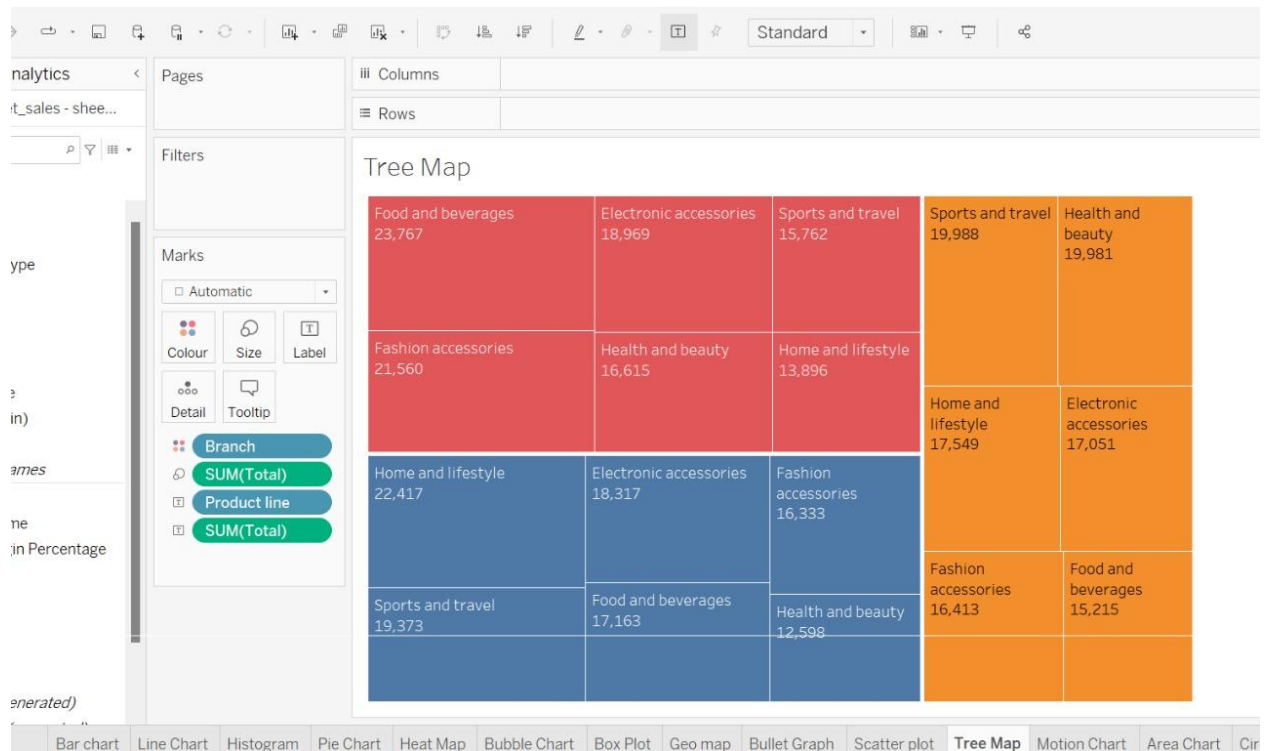 Standard
nalytics
Pages
iii Columns
t_sales - shee...
Rows
Filters
Tree Map
ype
Marks
Automatic
Colour Size Label
Detail Tooltip
in)
Branch
ames
SUM(Total)
Product line
me
SUM(Total)
in Percentage
enerated)
Food and beverages
23,767
Electronic accessories
18,969
Sports and travel
15,762
Fashion accessories
21,560
Health and beauty
16,615
Home and lifestyle
13,896
Sports and travel
19,988
Health and
beauty
19,981
Home and
lifestyle
17,549
Electronic
accessories
17,051
Fashion
accessories
16,413
Food and
beverages
15,215
Home and lifestyle
22,417
Electronic accessories
18,317
Fashion
accessories
16,333
Sports and travel
19,373
Food and beverages
17,163
Health and beauty
12,598
Bar chart Line Chart Histogram Pie Chart Heat Map Bubble Chart Box Plot Geo map Bullet Graph Scatter plot Tree Map Motion Chart Area Chart Cir